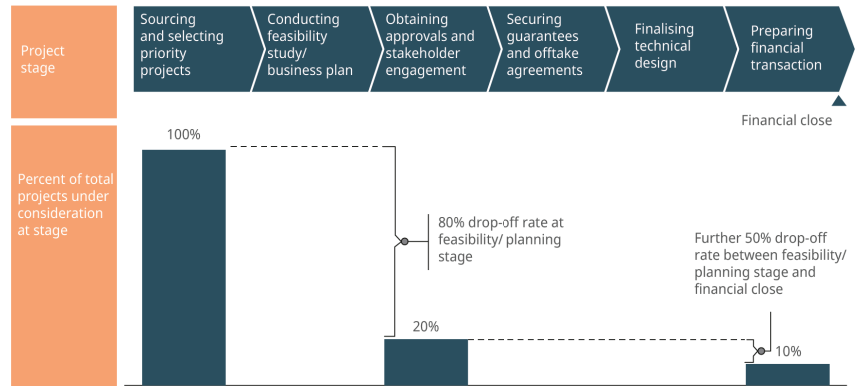 Project
stage
Sourcing
and selecting
priority
projects
Conducting
feasibility
study/
business plan
Obtaining
approvals and
stakeholder
engagement
Securing
guarantees
and offtake
agreements
Finalising
technical
design
Preparing
financial
transaction
Financial close
Percent of total
projects under
consideration
at stage
100%
80% drop-off rate at
feasibility/ planning
stage
20%
Further 50% drop-off
rate between feasibility/
planning stage and
financial close
10%